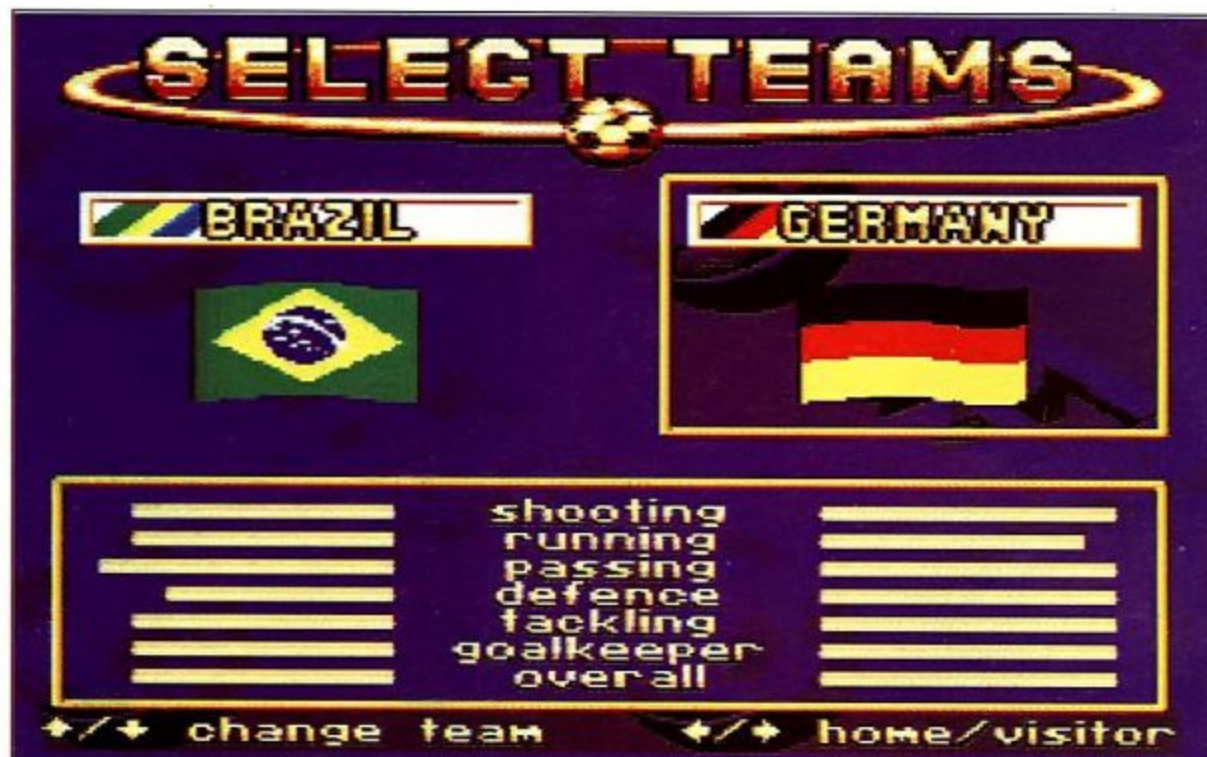 SELECT TEAMS
BRAZIL
GERMANY
shooting
running
passing
defence
tackling
goalkeeper
overall
↑/↓ change team
←/→ home/visitor